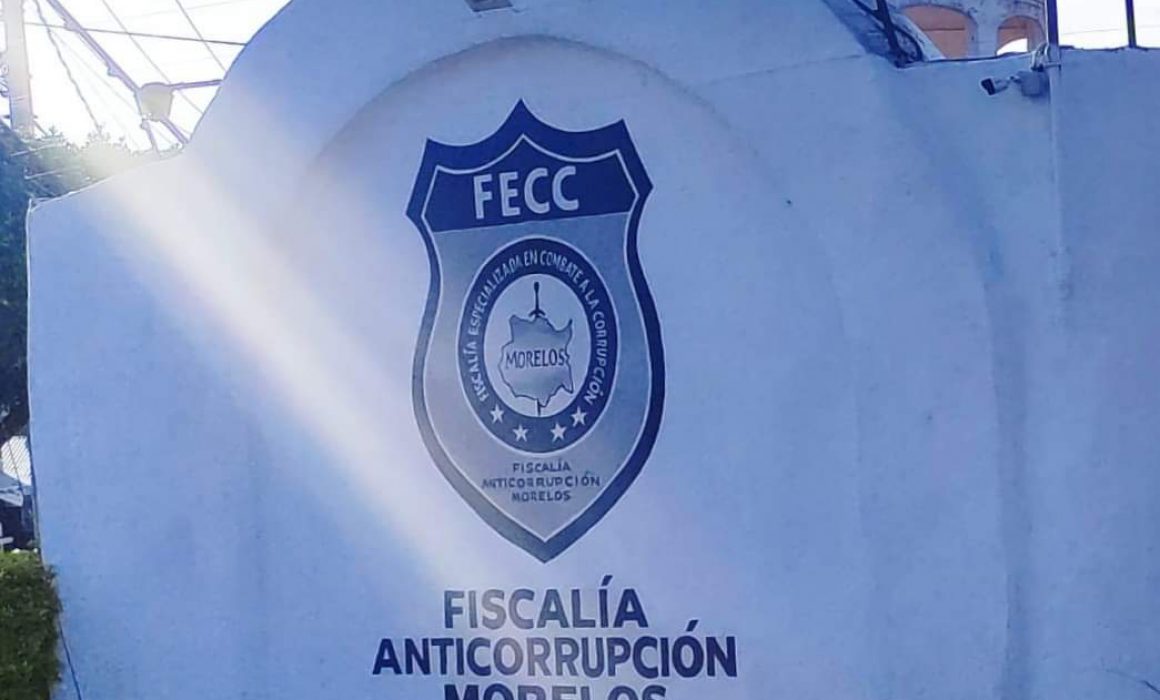 FECC
FISCALÍA ESPECIALIZADA EN COMBATE A LA CORRUPCIÓN
MORELOS
FISCALÍA
ANTICORRUPCIÓN
MORELOS
FISCALÍA
ANTICORRUPCIÓN
MORELOS